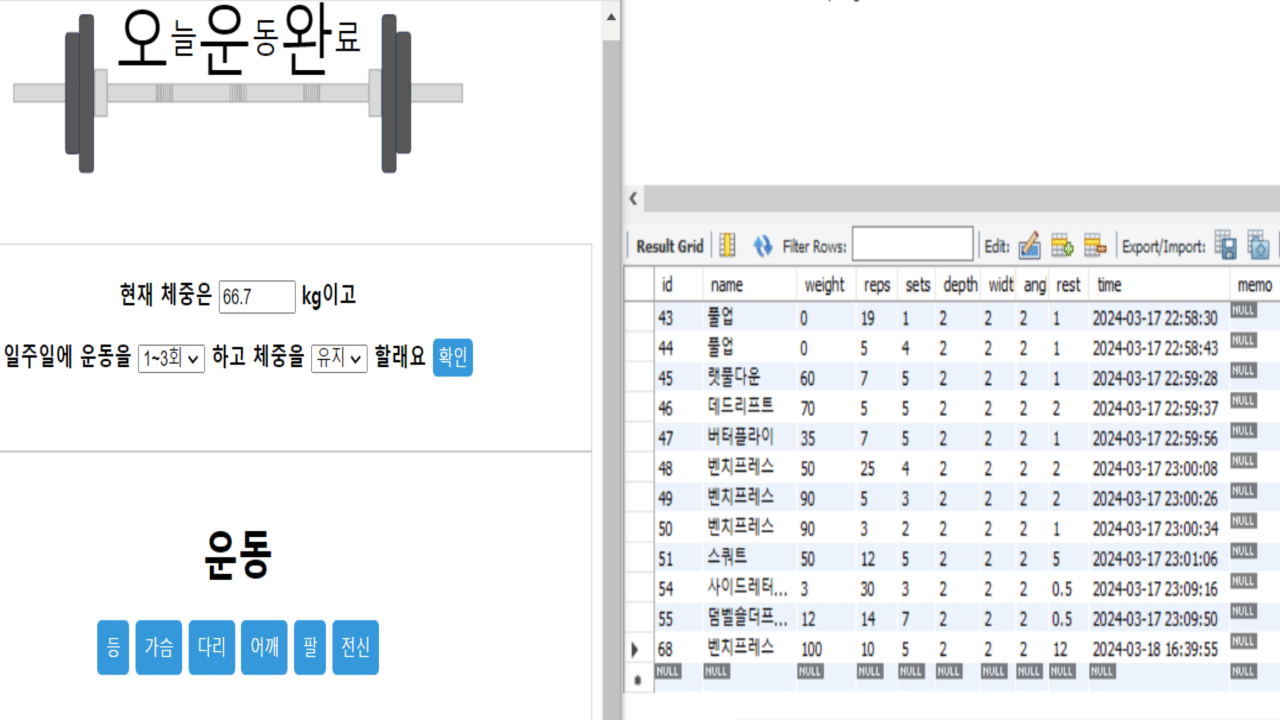 오늘운동완료
현재 체중은 66.7 kg이고
일주일에 운동을 1~3회 하고 체중을 유지 할래요 확인
운동
등 가슴 다리 어깨 팔 전신
Result Grid Filter Rows: Edit: Export/Import:
id name weight reps sets depth widt ang rest time memo
43 풀업 0 19 1 2 2 2 1 2024-03-17 22:58:30 NULL
44 풀업 0 5 4 2 2 2 1 2024-03-17 22:58:43 NULL
45 랫풀다운 60 7 5 2 2 2 1 2024-03-17 22:59:28 NULL
46 데드리프트 70 5 5 2 2 2 2 2024-03-17 22:59:37 NULL
47 버터플라이 35 7 5 2 2 2 1 2024-03-17 22:59:56 NULL
48 벤치프레스 50 25 4 2 2 2 2 2024-03-17 23:00:08 NULL
49 벤치프레스 90 5 3 2 2 2 2 2024-03-17 23:00:26 NULL
50 벤치프레스 90 3 2 2 2 2 1 2024-03-17 23:00:34 NULL
51 스쿼트 50 12 5 2 2 2 5 2024-03-17 23:01:06 NULL
54 사이드레터... 3 30 3 2 2 2 0.5 2024-03-17 23:09:16 NULL
55 덤벨숄더프... 12 14 7 2 2 2 0.5 2024-03-17 23:09:50 NULL
68 벤치프레스 100 10 5 2 2 2 12 2024-03-18 16:39:55 NULL
NULL NULL NULL NULL NULL NULL NULL NULL NULL NULL NULL